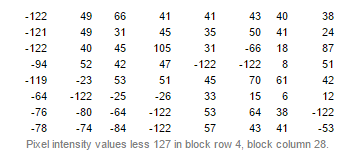 -122 49 66 41 41 43 40 38
-121 49 31 45 35 50 41 24
-122 40 45 105 31 -66 18 87
-94 52 42 47 -122 -122 8 51
-119 -23 53 51 45 70 61 42
-64 -122 -25 -26 33 15 6 12
-76 -80 -64 -122 53 64 38 -122
-78 -74 -84 -122 57 43 41 -53
Pixel intensity values less 127 in block row 4, block column 28.